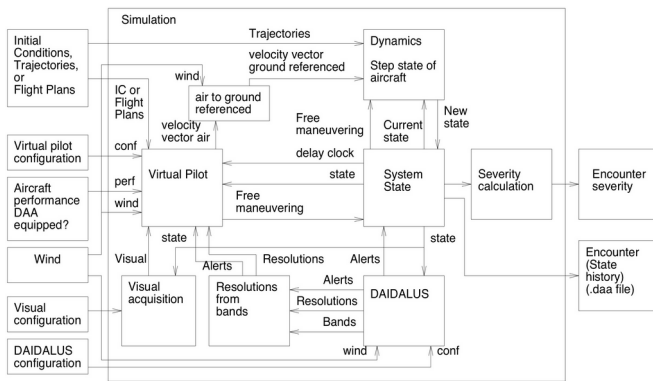 Simulation
Initial
Conditions,
Trajectories,
or
Flight Plans
Trajectories
Dynamics
Step state of
aircraft
velocity vector
ground referenced
wind
IC or
Flight
Plans
air to ground
referenced
velocity
vector air
Free
maneuvering
Current
state
New
state
Virtual pilot
configuration
conf
Virtual Pilot
delay clock
state
System
State
Severity
calculation
Encounter
severity
Aircraft
performance
DAA
equipped?
perf
wind
Free
maneuvering
Wind
Visual
state
Alerts
Resolutions
Alerts
state
Encounter
(State
history)
(.daa file)
Visual
acquisition
Resolutions
from
bands
Alerts
Resolutions
Bands
DAIDALUS
Visual
configuration
wind
conf
DAIDALUS
configuration